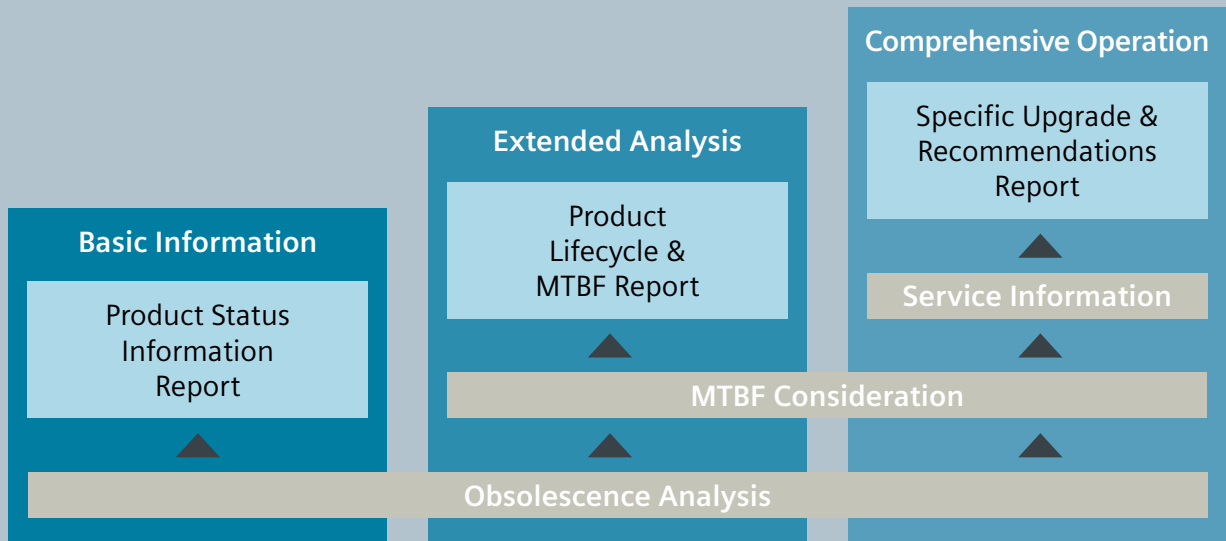 Basic Information
Product Status
Information
Report
Extended Analysis
Product
Lifecycle &
MTBF Report
Comprehensive Operation
Specific Upgrade &
Recommendations
Report
Service Information
MTBF Consideration
Obsolescence Analysis